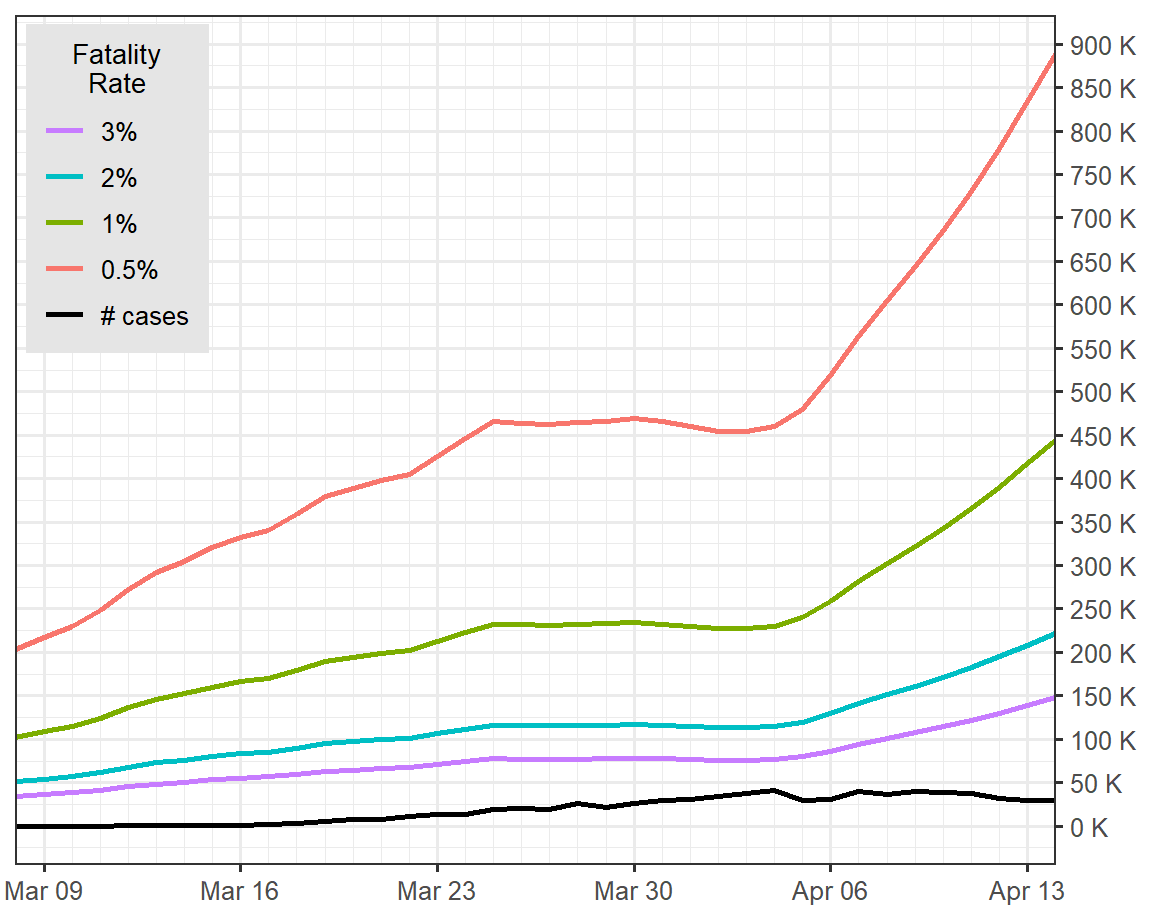 Fatality
Rate
3%
2%
1%
0.5%
# cases
900 K
850 K
800 K
750 K
700 K
650 K
600 K
550 K
500 K
450 K
400 K
350 K
300 K
250 K
200 K
150 K
100 K
50 K
0 K
Mar 09 Mar 16 Mar 23 Mar 30 Apr 06 Apr 13